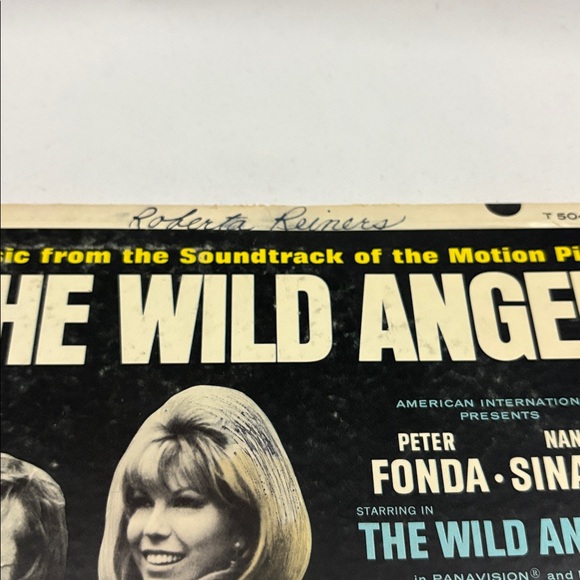 Roberta Reiners
T 50
sic from the Soundtrack of the Motion Pi
HE WILD ANGE
AMERICAN INTERNATION
PRESENTS
PETER NAN
FONDA • SINA
STARRING IN
THE WILD AN
in PANAVISION® and